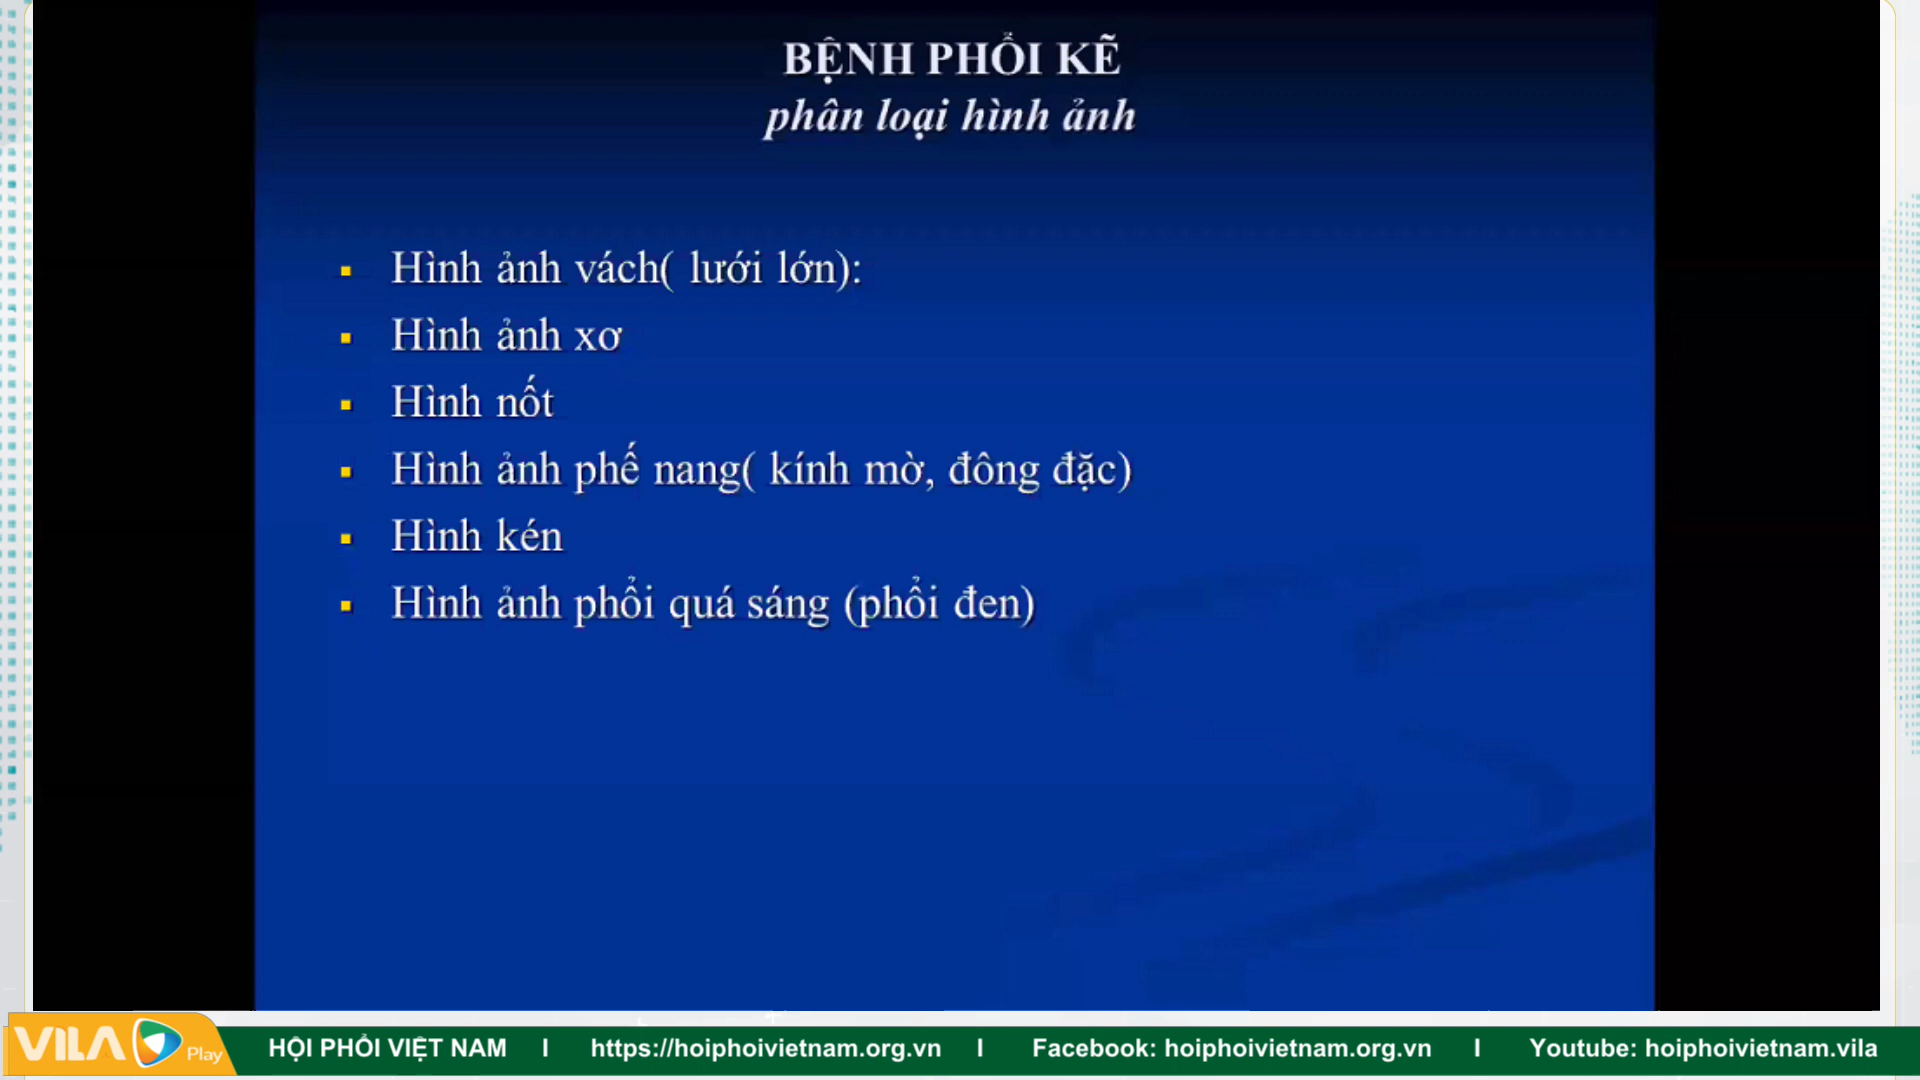 BỆNH PHỔI KẼ
phân loại hình ảnh
Hình ảnh vách( lưới lớn):
Hình ảnh xơ
Hình nốt
Hình ảnh phế nang( kính mờ, đông đặc)
Hình kén
Hình ảnh phổi quá sáng (phổi đen)
VILA Play HỘI PHỔI VIỆT NAM I https://hoiphoivietnam.org.vn I Facebook: hoiphoivietnam.org.vn I Youtube: hoiphoivietnam.vila